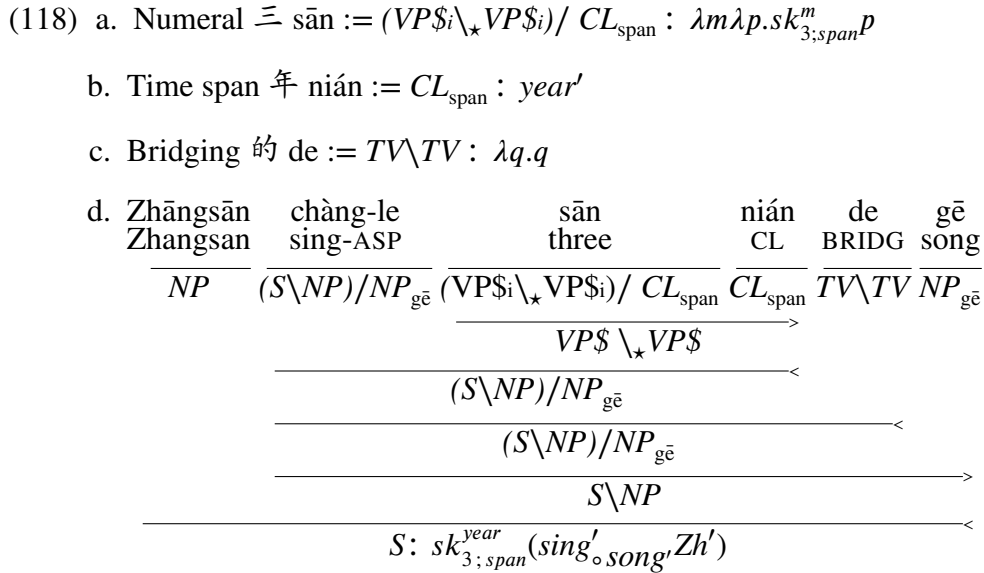 (118) a. Numeral 三 sān := (VP$i\⋆VP$i)/ CLspan : λmλp.sk^m_3;span p
b. Time span 年 nián := CLspan : year′
c. Bridging 的 de := TV\TV : λq.q
d. Zhāngsān chàng-le sān nián de gē
Zhangsan sing-ASP three CL BRIDG song
NP (S\NP)/NPgē (VP$i\⋆VP$i)/ CLspan CLspan TV\TV NPgē
>
VP$ \⋆VP$
<
(S\NP)/NPgē
<
(S\NP)/NPgē
>
S\NP
<
S: sk^year_3;span(sing′∘song′Zh′)